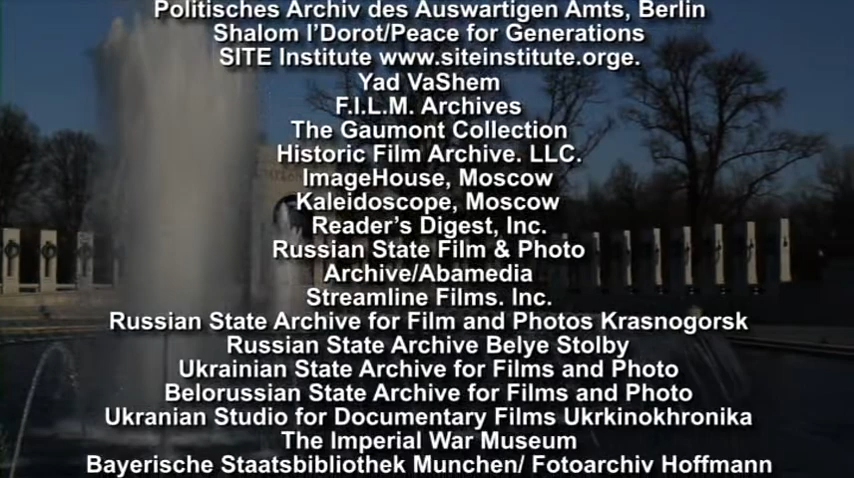 Politisches Archiv des Auswartigen Amts, Berlin
Shalom l'Dorot/Peace for Generations
SITE Institute www.siteinstitute.orge.
Yad VaShem
F.I.L.M. Archives
The Gaumont Collection
Historic Film Archive. LLC.
ImageHouse, Moscow
Kaleidoscope, Moscow
Reader's Digest, Inc.
Russian State Film & Photo
Archive/Abamedia
Streamline Films. Inc.
Russian State Archive for Film and Photos Krasnogorsk
Russian State Archive Belye Stolby
Ukrainian State Archive for Films and Photo
Belorussian State Archive for Films and Photo
Ukranian Studio for Documentary Films Ukrkinokhronika
The Imperial War Museum
Bayerische Staatsbibliothek Munchen/ Fotoarchiv Hoffmann